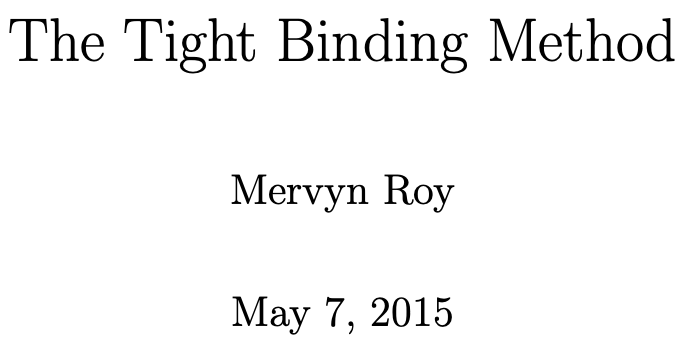 The Tight Binding Method
Mervyn Roy
May 7, 2015